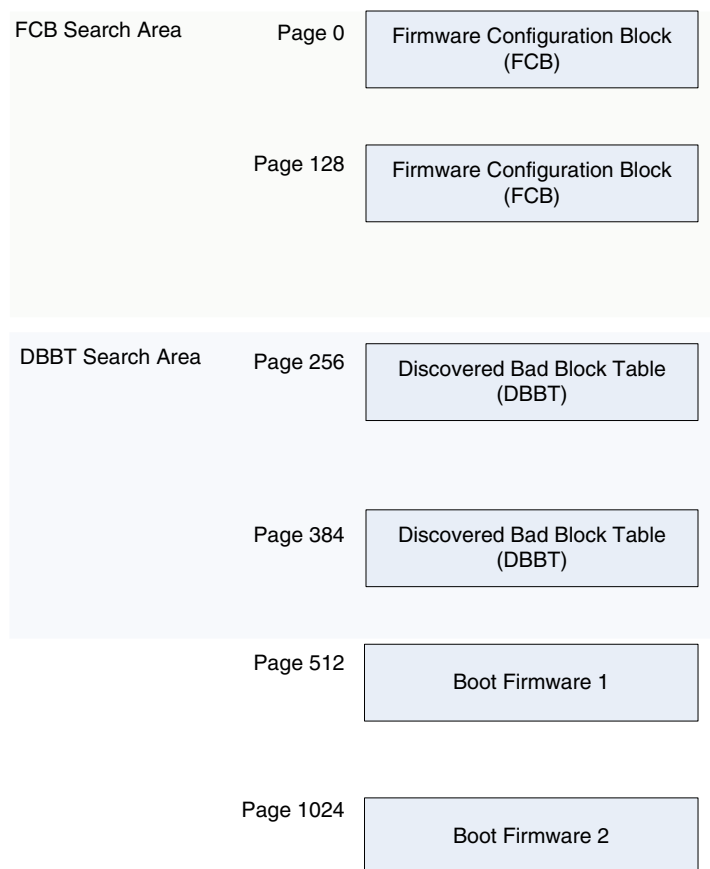 FCB Search Area
Page 0
Firmware Configuration Block
(FCB)
Page 128
Firmware Configuration Block
(FCB)
DBBT Search Area
Page 256
Discovered Bad Block Table
(DBBT)
Page 384
Discovered Bad Block Table
(DBBT)
Page 512
Boot Firmware 1
Page 1024
Boot Firmware 2